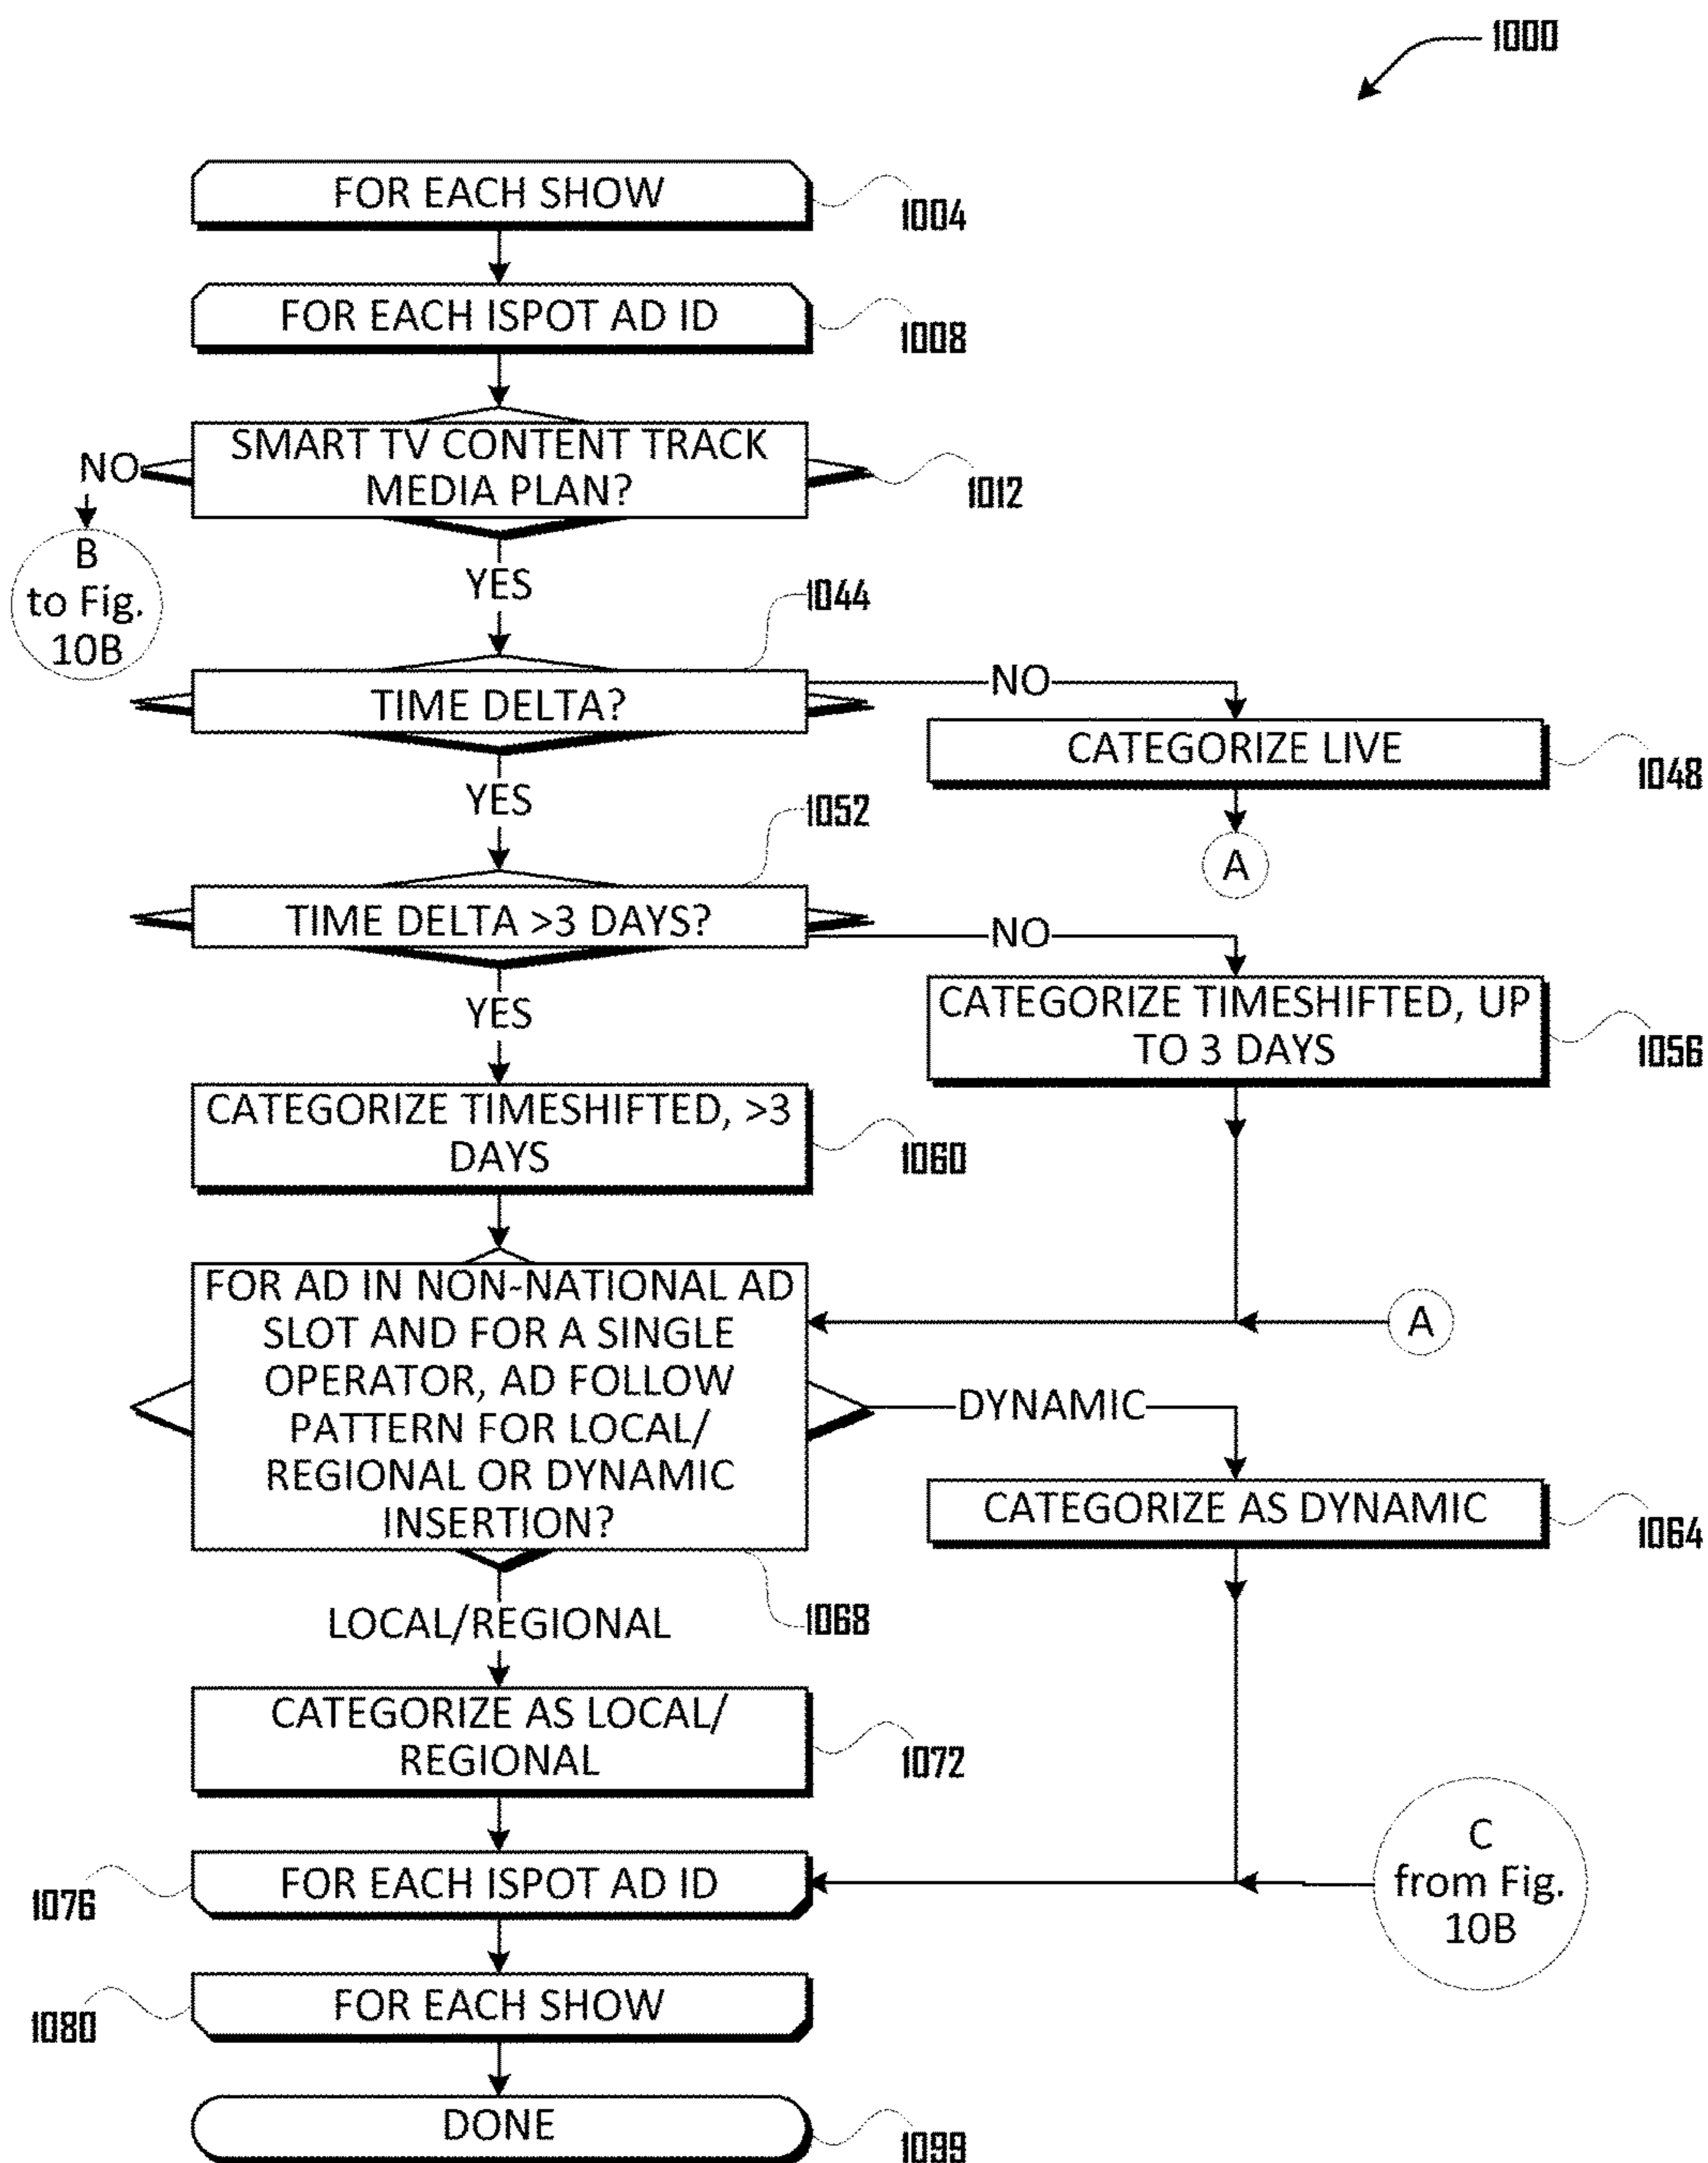 1000
FOR EACH SHOW
1004
FOR EACH ISPOT AD ID
1008
SMART TV CONTENT TRACK
MEDIA PLAN?
1012
NO
B
to Fig.
10B
YES
1044
TIME DELTA?
NO
CATEGORIZE LIVE
1048
A
YES
1052
TIME DELTA >3 DAYS?
NO
CATEGORIZE TIMESHIFTED, UP
TO 3 DAYS
1056
YES
CATEGORIZE TIMESHIFTED, >3
DAYS
1060
FOR AD IN NON-NATIONAL AD
SLOT AND FOR A SINGLE
OPERATOR, AD FOLLOW
PATTERN FOR LOCAL/
REGIONAL OR DYNAMIC
INSERTION?
A
DYNAMIC
CATEGORIZE AS DYNAMIC
1064
1068
LOCAL/REGIONAL
CATEGORIZE AS LOCAL/
REGIONAL
1072
C
from Fig.
10B
FOR EACH ISPOT AD ID
1076
FOR EACH SHOW
1080
DONE
1099